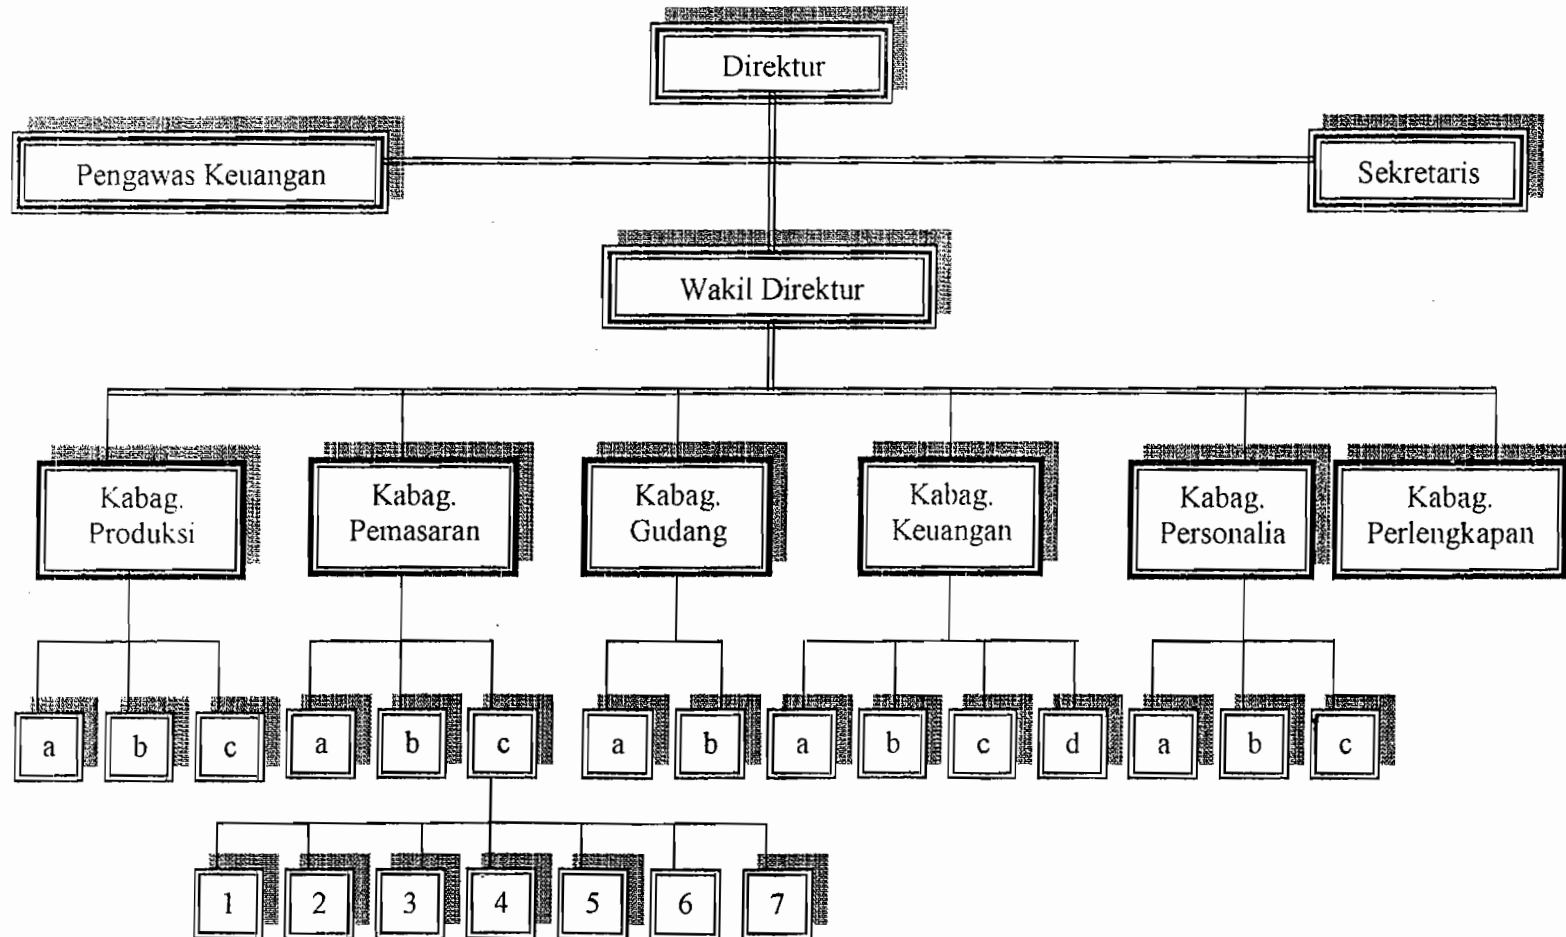 Direktur
Pengawas Keuangan
Sekretaris
Wakil Direktur
Kabag.
Produksi
Kabag.
Pemasaran
Kabag.
Gudang
Kabag.
Keuangan
Kabag.
Personalia
Kabag.
Perlengkapan
a
b
c
a
b
c
a
b
a
b
c
d
a
b
c
1
2
3
4
5
6
7